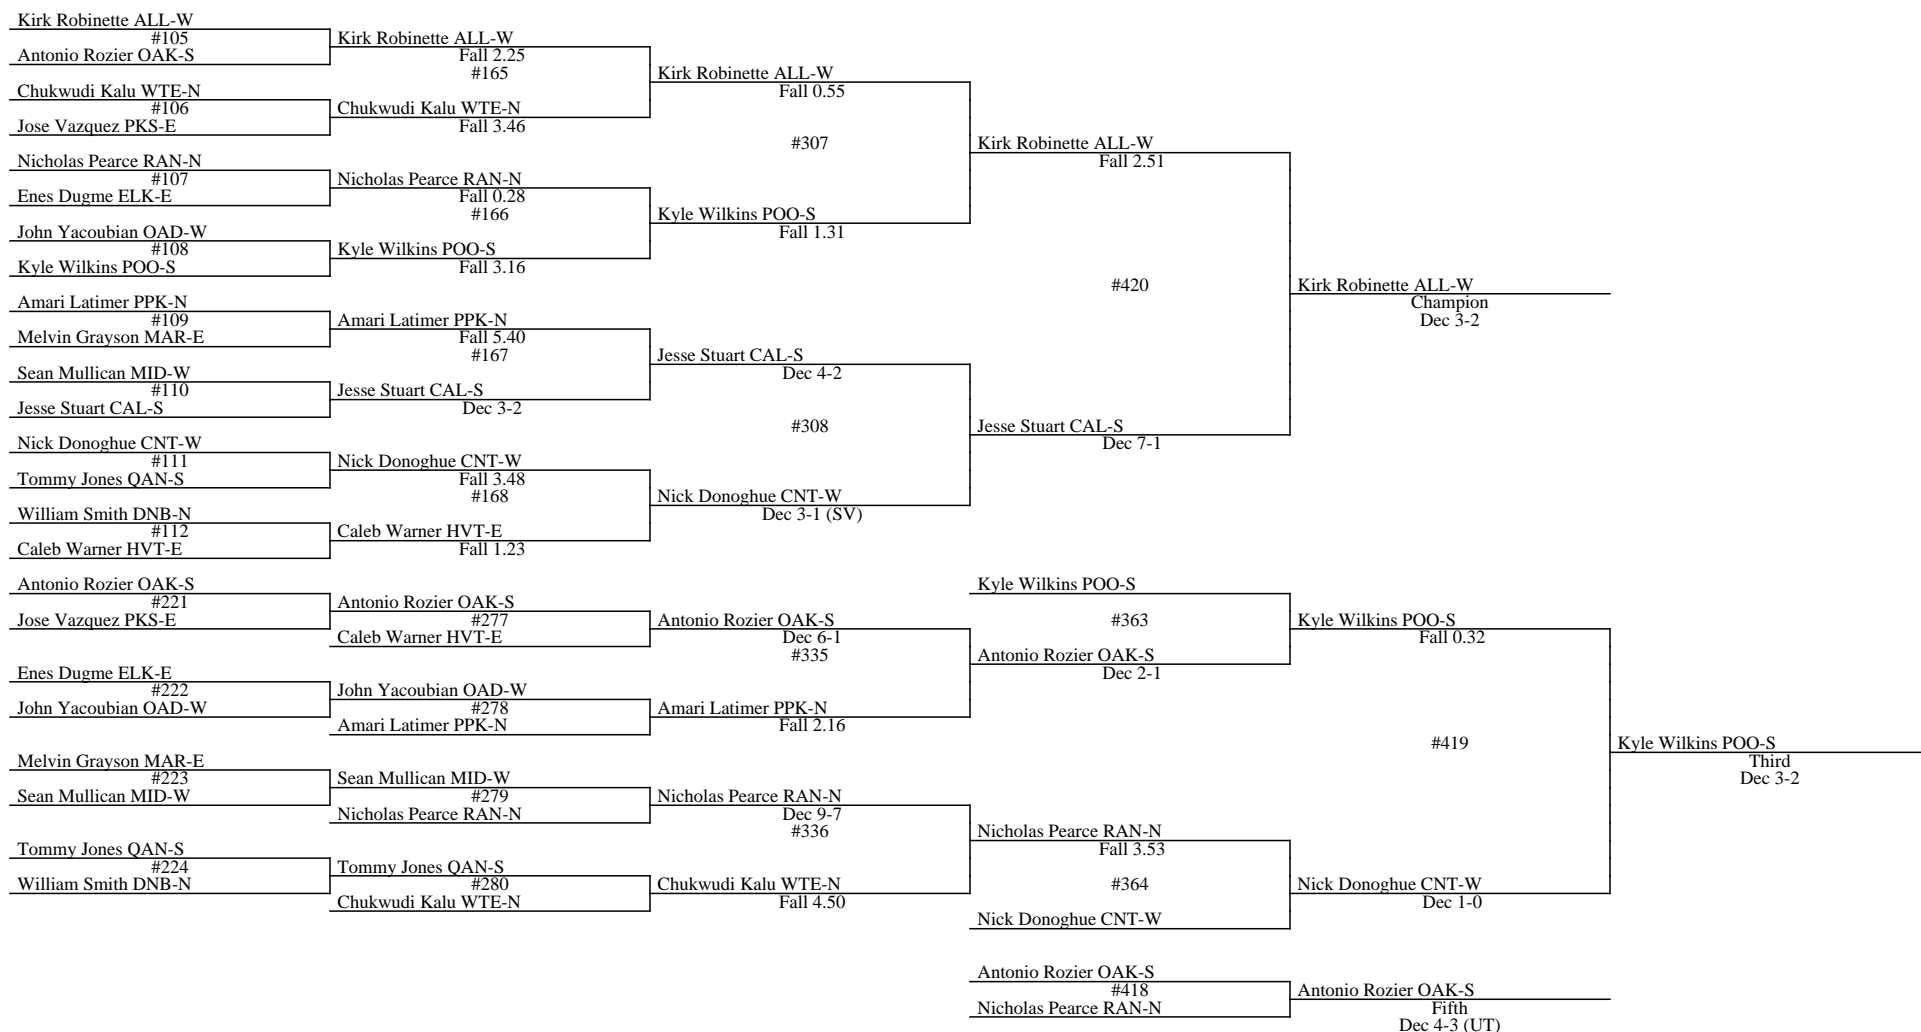 Kirk Robinette ALL-W
#105
Antonio Rozier OAK-S
Chukwudi Kalu WTE-N
#106
Jose Vazquez PKS-E
Nicholas Pearce RAN-N
#107
Enes Dugme ELK-E
John Yacoubian OAD-W
#108
Kyle Wilkins POO-S
Amari Latimer PPK-N
#109
Melvin Grayson MAR-E
Sean Mullican MID-W
#110
Jesse Stuart CAL-S
Nick Donoghue CNT-W
#111
Tommy Jones QAN-S
William Smith DNB-N
#112
Caleb Warner HVT-E
Kirk Robinette ALL-W
Fall 2.25
#165
Chukwudi Kalu WTE-N
Fall 3.46
Nicholas Pearce RAN-N
Fall 0.28
#166
Kyle Wilkins POO-S
Fall 3.16
Amari Latimer PPK-N
Fall 5.40
#167
Jesse Stuart CAL-S
Dec 3-2
Nick Donoghue CNT-W
Fall 3.48
#168
Caleb Warner HVT-E
Fall 1.23
Kirk Robinette ALL-W
Fall 0.55
#307
Kyle Wilkins POO-S
Fall 1.31
Jesse Stuart CAL-S
Dec 4-2
#308
Nick Donoghue CNT-W
Dec 3-1 (SV)
Kirk Robinette ALL-W
Fall 2.51
#420
Jesse Stuart CAL-S
Dec 7-1
Kirk Robinette ALL-W
Champion
Dec 3-2
Antonio Rozier OAK-S
#221
Jose Vazquez PKS-E
Enes Dugme ELK-E
#222
John Yacoubian OAD-W
Melvin Grayson MAR-E
#223
Sean Mullican MID-W
Tommy Jones QAN-S
#224
William Smith DNB-N
Antonio Rozier OAK-S
#277
Caleb Warner HVT-E
John Yacoubian OAD-W
#278
Amari Latimer PPK-N
Sean Mullican MID-W
#279
Nicholas Pearce RAN-N
Tommy Jones QAN-S
#280
Chukwudi Kalu WTE-N
Antonio Rozier OAK-S
Dec 6-1
#335
Amari Latimer PPK-N
Fall 2.16
Nicholas Pearce RAN-N
Dec 9-7
#336
Chukwudi Kalu WTE-N
Fall 4.50
Kyle Wilkins POO-S
#363
Antonio Rozier OAK-S
Dec 2-1
Nicholas Pearce RAN-N
Fall 3.53
#364
Nick Donoghue CNT-W
Kyle Wilkins POO-S
Fall 0.32
#419
Nick Donoghue CNT-W
Dec 1-0
Kyle Wilkins POO-S
Third
Dec 3-2
Antonio Rozier OAK-S
#418
Nicholas Pearce RAN-N
Antonio Rozier OAK-S
Fifth
Dec 4-3 (UT)